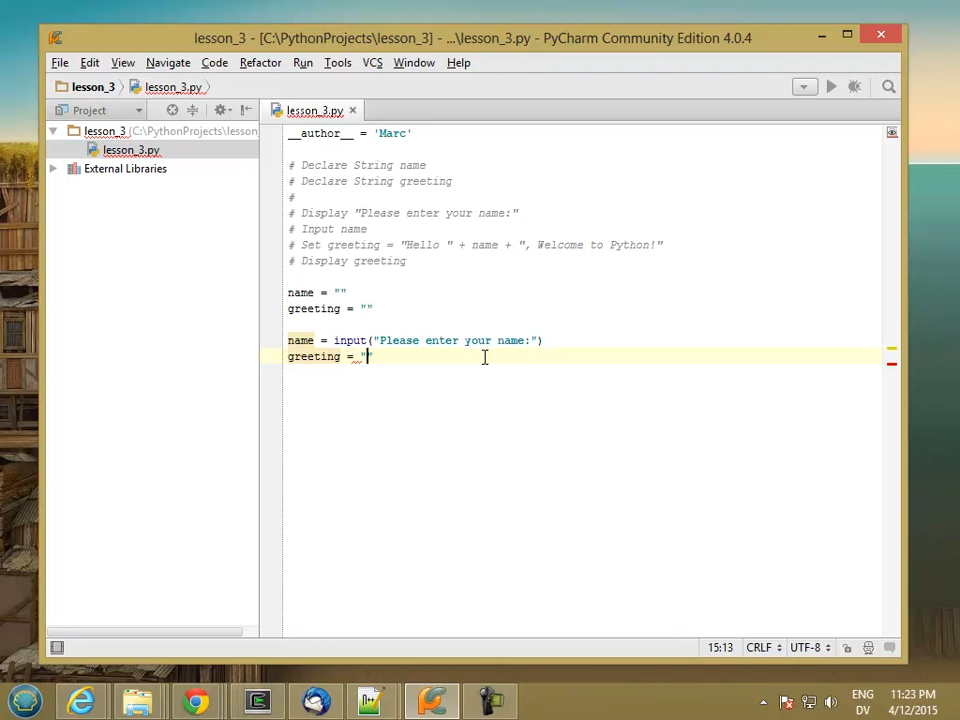 lesson_3 - [C:\PythonProjects\lesson_3] - ...\lesson_3.py - PyCharm Community Edition 4.0.4
File Edit View Navigate Code Refactor Run Tools VCS Window Help
lesson_3 lesson_3.py
Project lesson_3.py
lesson_3 (C:\PythonProjects\lesson
lesson_3.py
External Libraries
__author__ = 'Marc'
# Declare String name
# Declare String greeting
#
# Display "Please enter your name:"
# Input name
# Set greeting = "Hello " + name + ", Welcome to Python!"
# Display greeting
name = ""
greeting = ""
name = input("Please enter your name:")
greeting = ""
15:13 CRLF UTF-8
ENG 11:23 PM
DV 4/12/2015